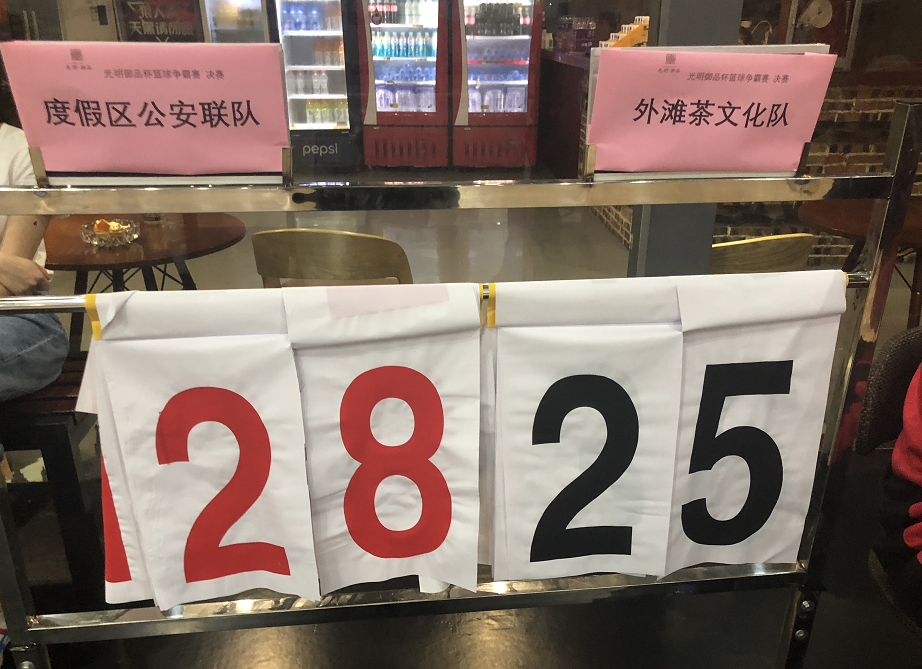 光明御品杯篮球争霸赛 决赛
度假区公安联队
光明御品杯篮球争霸赛 决赛
外滩茶文化队
pepsi
28
25